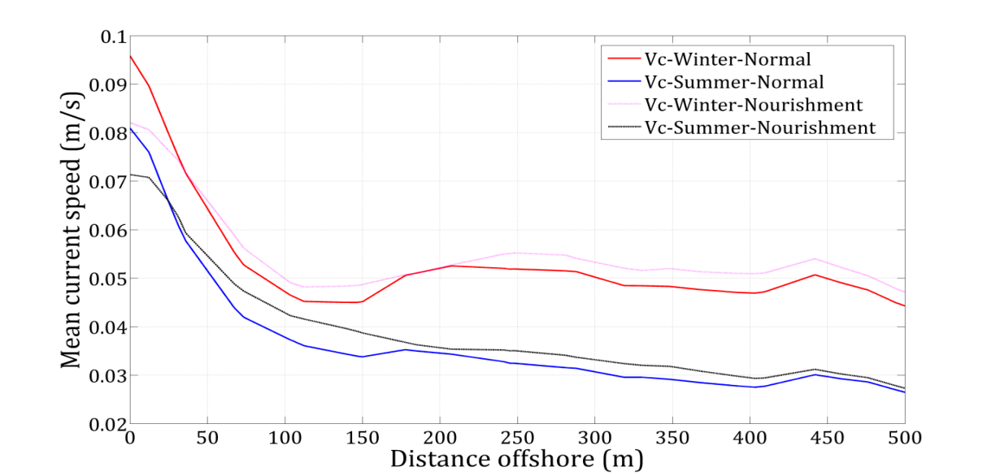 0.1
0.09
0.08
0.07
0.06
0.05
0.04
0.03
0.02
Mean current speed (m/s)
Vc-Winter-Normal
Vc-Summer-Normal
Vc-Winter-Nourishment
Vc-Summer-Nourishment
0 50 100 150 200 250 300 350 400 450 500
Distance offshore (m)